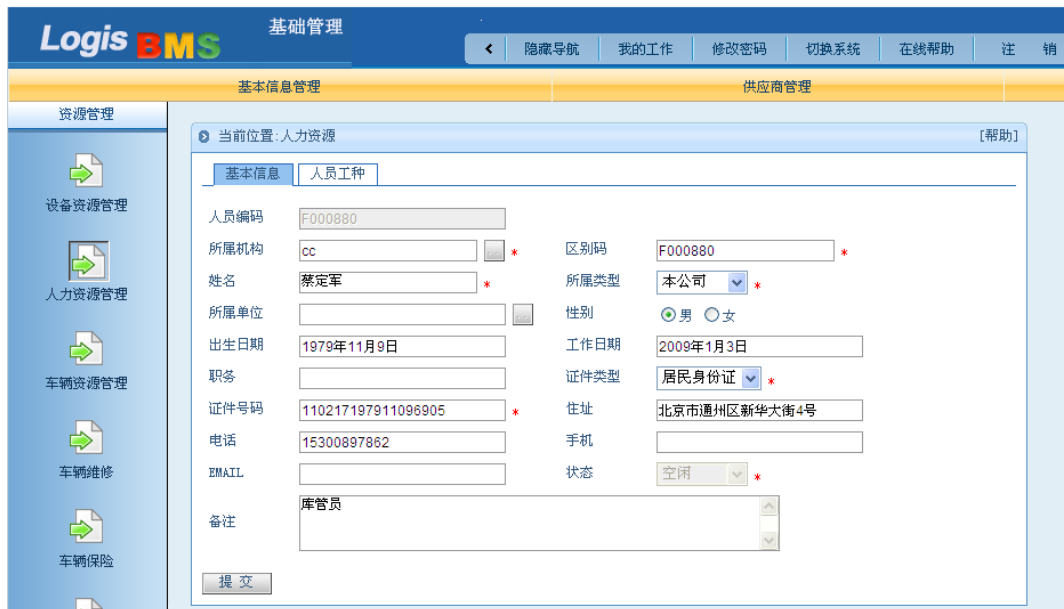 Logis BMS
基础管理
隐藏导航 我的工作 修改密码 切换系统 在线帮助 注 销
基本信息管理 供应商管理
资源管理
设备资源管理
人力资源管理
车辆资源管理
车辆维修
车辆保险
当前位置:人力资源 [帮助]
基本信息 人员工种
人员编码 F000880
所属机构 cc ... * 区别码 F000880 *
姓名 蔡定军 * 所属类型 本公司 *
所属单位 ... 性别 男 女
出生日期 1979年11月9日 工作日期 2009年1月3日
职务 证件类型 居民身份证 *
证件号码 110217197911096905 * 住址 北京市通州区新华大街4号
电话 15300897862 手机
EMAIL 状态 空闲 *
备注 库管员
提 交